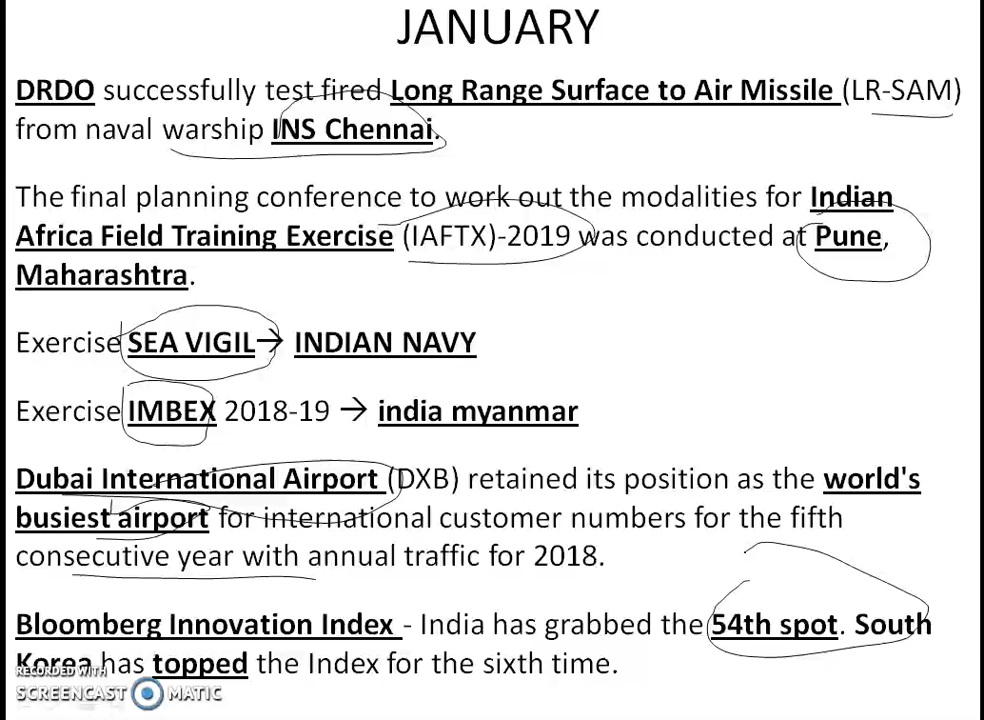 JANUARY
DRDO successfully test fired Long Range Surface to Air Missile (LR-SAM)
from naval warship INS Chennai.
The final planning conference to work out the modalities for Indian
Africa Field Training Exercise (IAFTX)-2019 was conducted at Pune,
Maharashtra.
Exercise SEA VIGIL→ INDIAN NAVY
Exercise IMBEX 2018-19 → india myanmar
Dubai International Airport (DXB) retained its position as the world's
busiest airport for international customer numbers for the fifth
consecutive year with annual traffic for 2018.
Bloomberg Innovation Index - India has grabbed the 54th spot. South
Korea has topped the Index for the sixth time.
RECORDED WITH
SCREENCAST MATIC